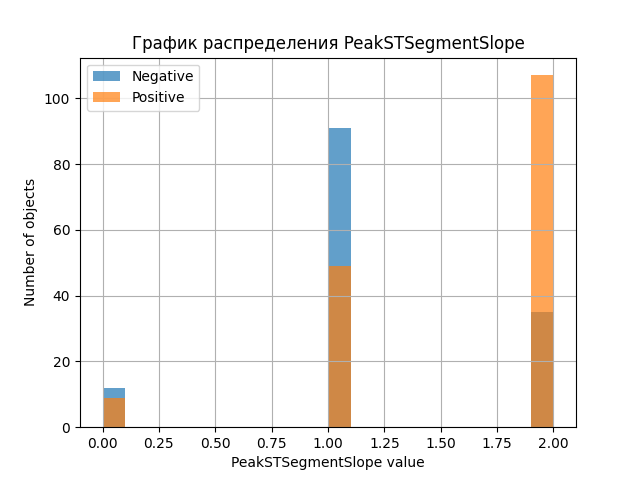 График распределения PeakSTSegmentSlope
Negative
Positive
Number of objects
100
80
60
40
20
0
0.00 0.25 0.50 0.75 1.00 1.25 1.50 1.75 2.00
PeakSTSegmentSlope value